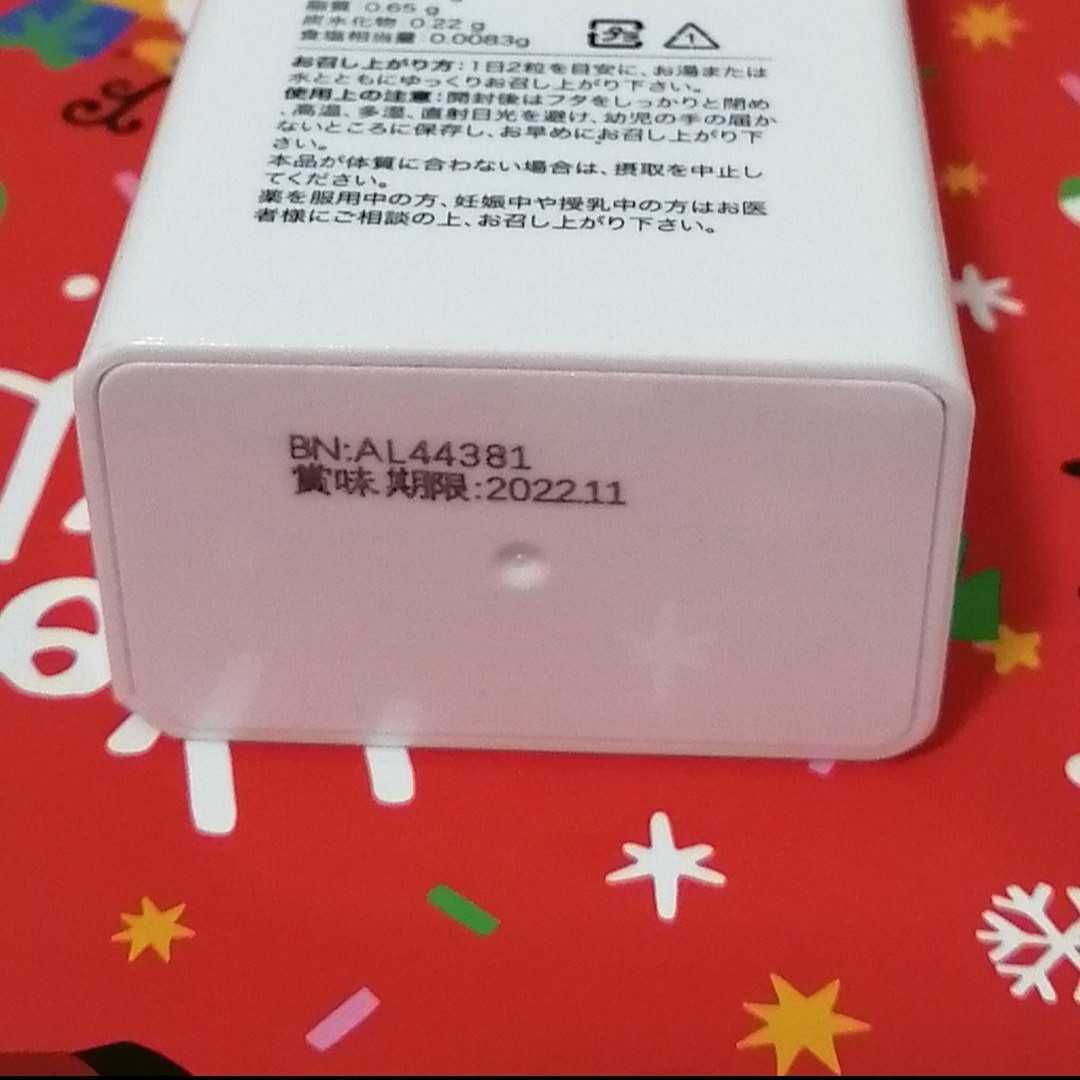 脂質 0.65 g
炭水化物 0.22 g
食塩相当量 0.0083g
お召し上がり方：1日2粒を目安に、お湯または
水とともにゆっくりお召し上がり下さい。
使用上の注意：開封後はフタをしっかりと閉め
、高温、多湿、直射日光を避け、幼児の手の届か
ないところに保存し、お早めにお召し上がり下
さい。
本品が体質に合わない場合は、摂取を中止し
てください。
薬を服用中の方、妊娠中や授乳中の方はお医
者様にご相談の上、お召し上がり下さい。
BN:AL44381
賞味期限:2022.11